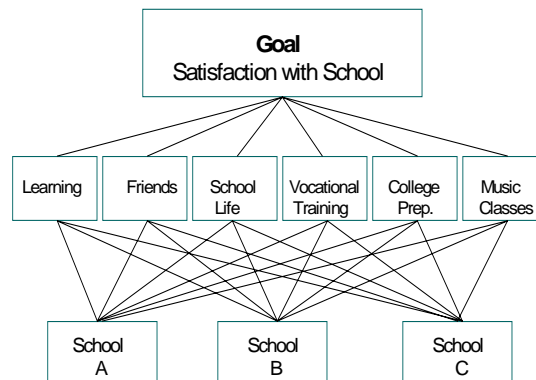 Goal
Satisfaction with School
Learning
Friends
School
Life
Vocational
Training
College
Prep.
Music
Classes
School
A
School
B
School
C